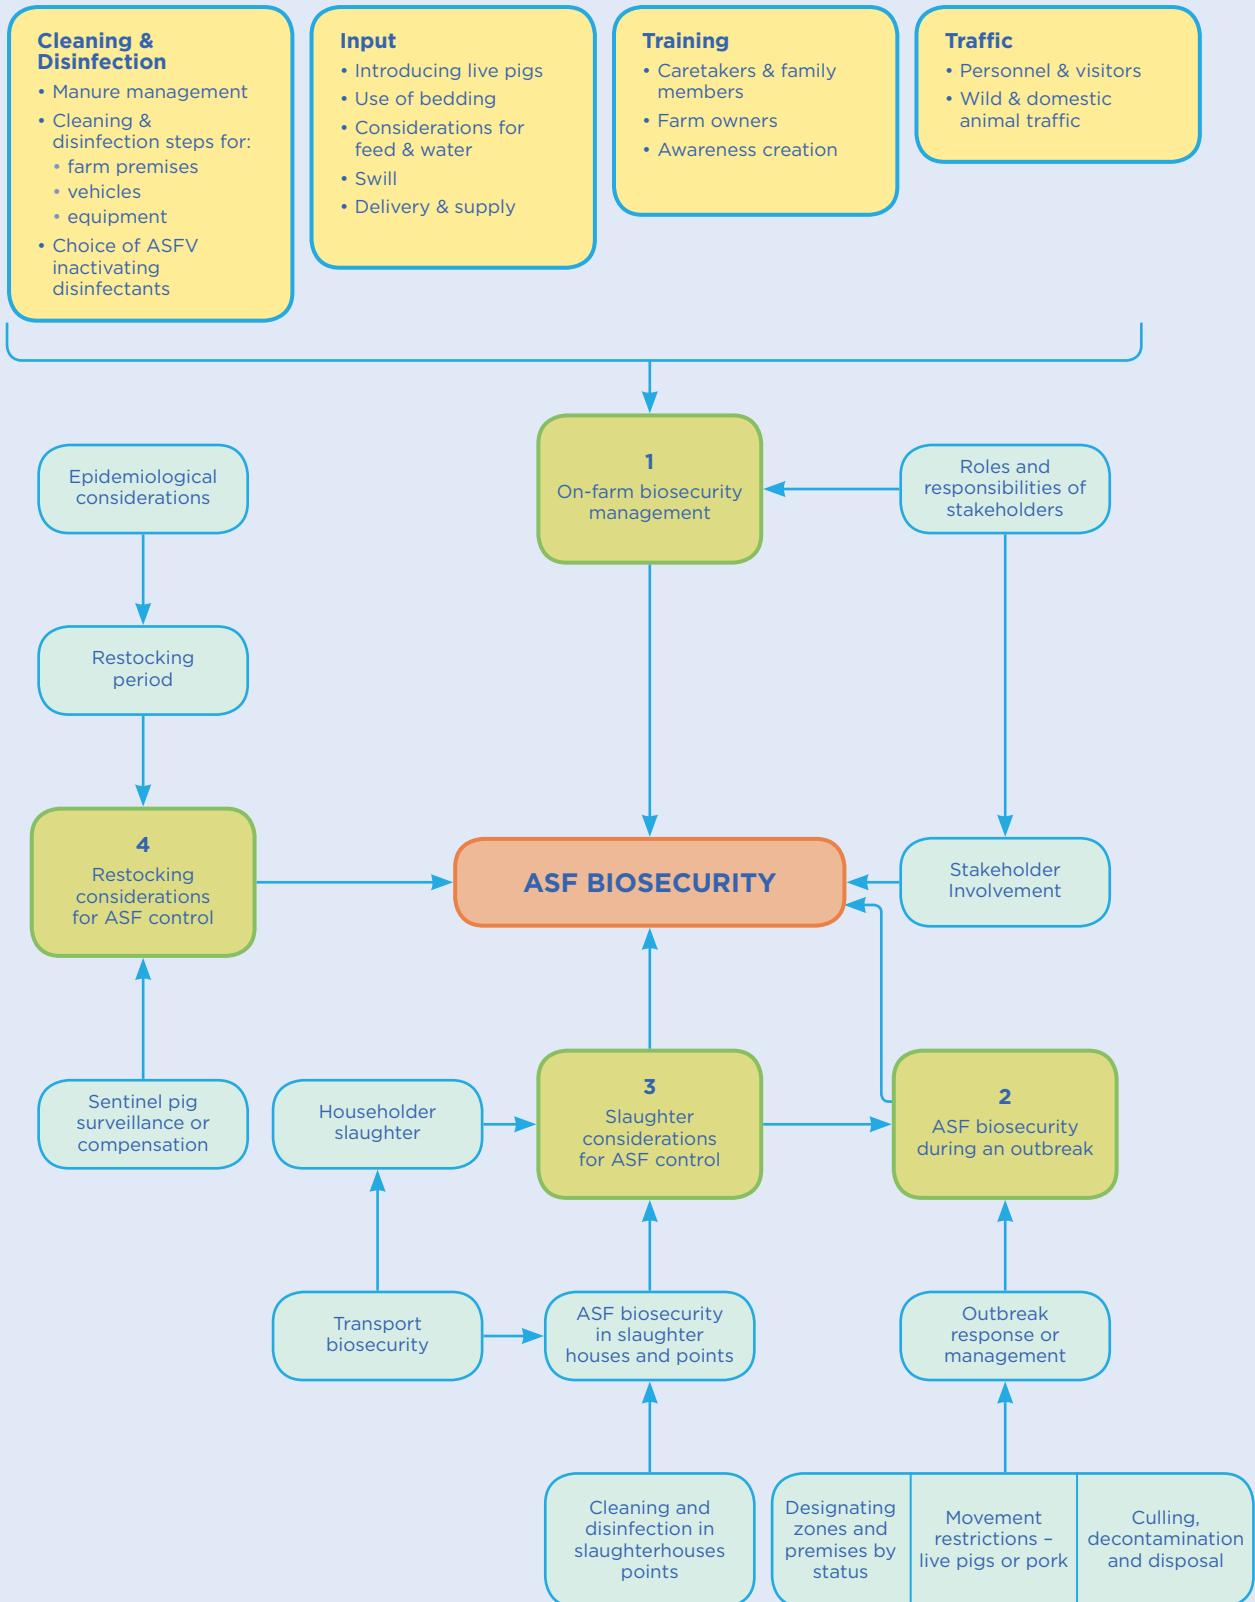 Cleaning &
Disinfection
• Manure management
• Cleaning &
disinfection steps for:
• farm premises
• vehicles
• equipment
• Choice of ASFV
inactivating
disinfectants
Input
• Introducing live pigs
• Use of bedding
• Considerations for
feed & water
• Swill
• Delivery & supply
Training
• Caretakers & family
members
• Farm owners
• Awareness creation
Traffic
• Personnel & visitors
• Wild & domestic
animal traffic
Epidemiological
considerations
1
On-farm biosecurity
management
Roles and
responsibilities of
stakeholders
Restocking
period
4
Restocking
considerations
for ASF control
ASF BIOSECURITY
Stakeholder
Involvement
Sentinel pig
surveillance or
compensation
Householder
slaughter
3
Slaughter
considerations
for ASF control
2
ASF biosecurity
during an outbreak
Transport
biosecurity
ASF biosecurity
in slaughter
houses and points
Outbreak
response or
management
Cleaning and
disinfection in
slaughterhouses
points
Designating
zones and
premises by
status
Movement
restrictions –
live pigs or pork
Culling,
decontamination
and disposal